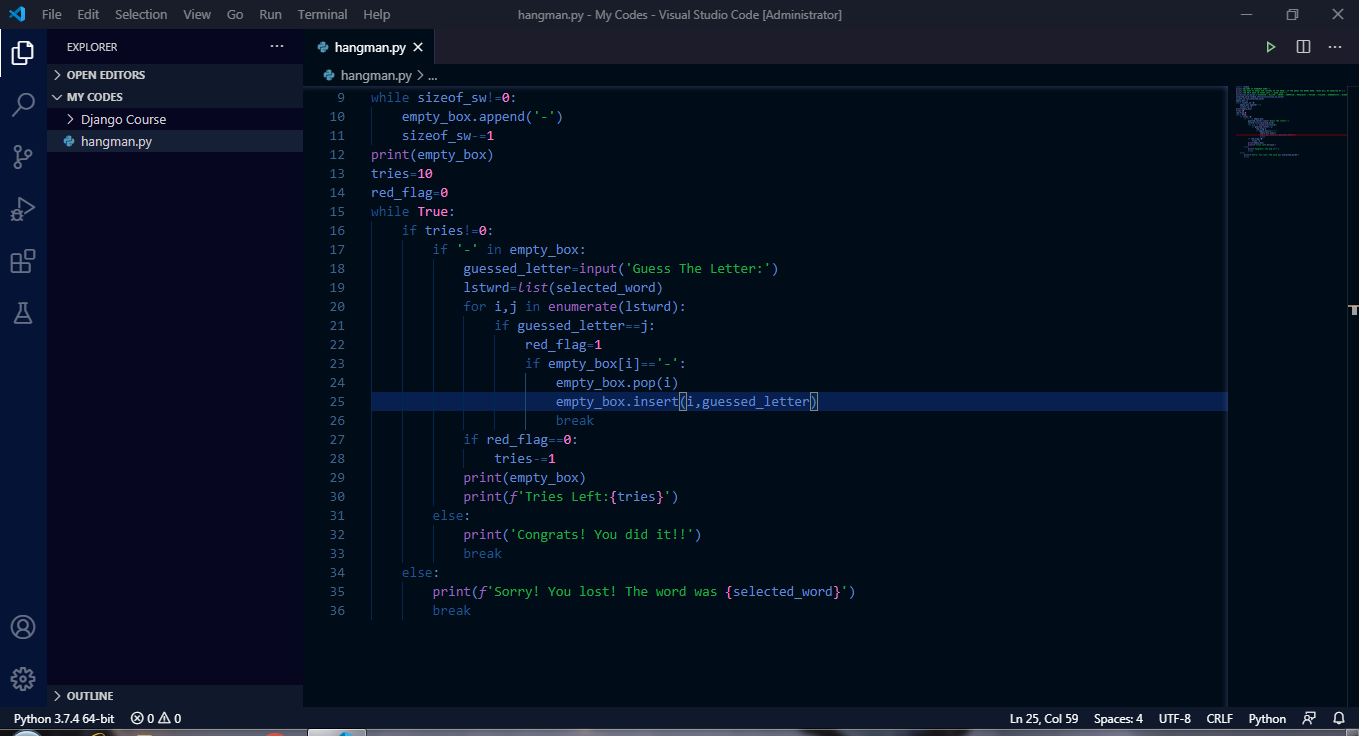 File Edit Selection View Go Run Terminal Help hangman.py - My Codes - Visual Studio Code [Administrator]
EXPLORER ...
OPEN EDITORS
MY CODES
Django Course
hangman.py
hangman.py
hangman.py > ...
9 while sizeof_sw!=0:
10 empty_box.append('-')
11 sizeof_sw-=1
12 print(empty_box)
13 tries=10
14 red_flag=0
15 while True:
16 if tries!=0:
17 if '-' in empty_box:
18 guessed_letter=input('Guess The Letter:')
19 lstwrd=list(selected_word)
20 for i,j in enumerate(lstwrd):
21 if guessed_letter==j:
22 red_flag=1
23 if empty_box[i]=='-':
24 empty_box.pop(i)
25 empty_box.insert(i,guessed_letter)
26 break
27 if red_flag==0:
28 tries-=1
29 print(empty_box)
30 print(f'Tries Left:{tries}')
31 else:
32 print('Congrats! You did it!!')
33 break
34 else:
35 print(f'Sorry! You lost! The word was {selected_word}')
36 break
OUTLINE
Python 3.7.4 64-bit 0 0 Ln 25, Col 59 Spaces: 4 UTF-8 CRLF Python